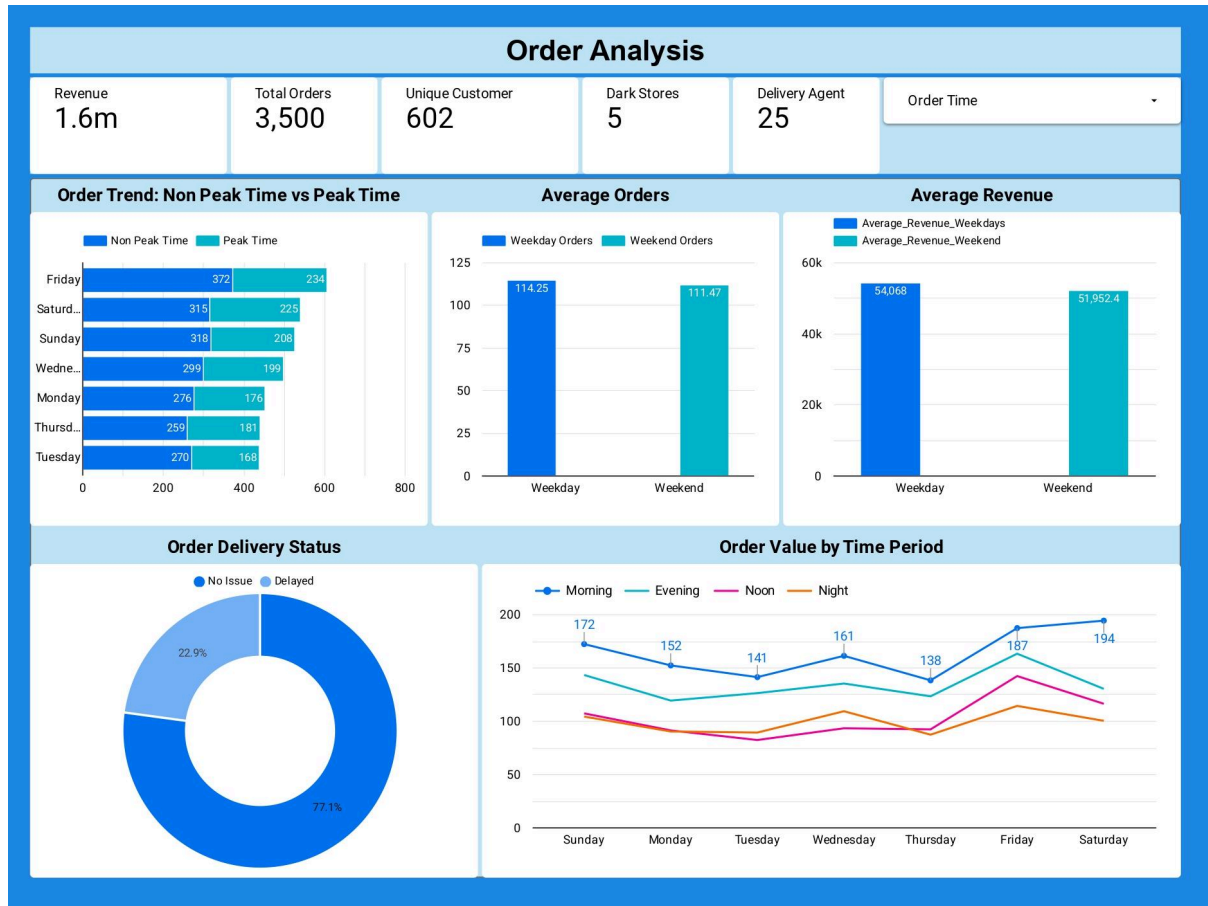 Order Analysis
Revenue
1.6m
Total Orders
3,500
Unique Customer
602
Dark Stores
5
Delivery Agent
25
Order Time
Order Trend: Non Peak Time vs Peak Time
Non Peak Time Peak Time
Friday 372 234
Saturd... 315 225
Sunday 318 208
Wedne... 299 199
Monday 276 176
Thursd... 259 181
Tuesday 270 168
0 200 400 600 800
Average Orders
Weekday Orders Weekend Orders
125
100
75
50
25
0
114.25 111.47
Weekday Weekend
Average Revenue
Average_Revenue_Weekdays
Average_Revenue_Weekend
60k
40k
20k
0
54,068 51,952.4
Weekday Weekend
Order Delivery Status
No Issue Delayed
22.9%
77.1%
Order Value by Time Period
Morning Evening Noon Night
200
150
100
50
0
172 152 141 161 138 187 194
Sunday Monday Tuesday Wednesday Thursday Friday Saturday